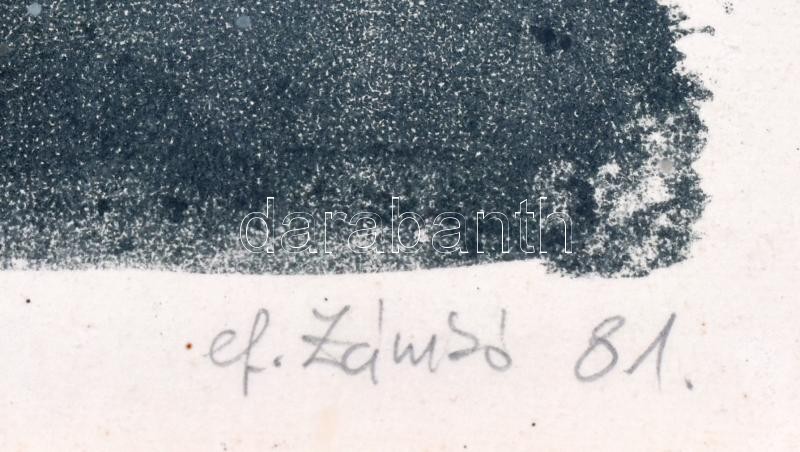 darabanth
ef. Zámbó 81.